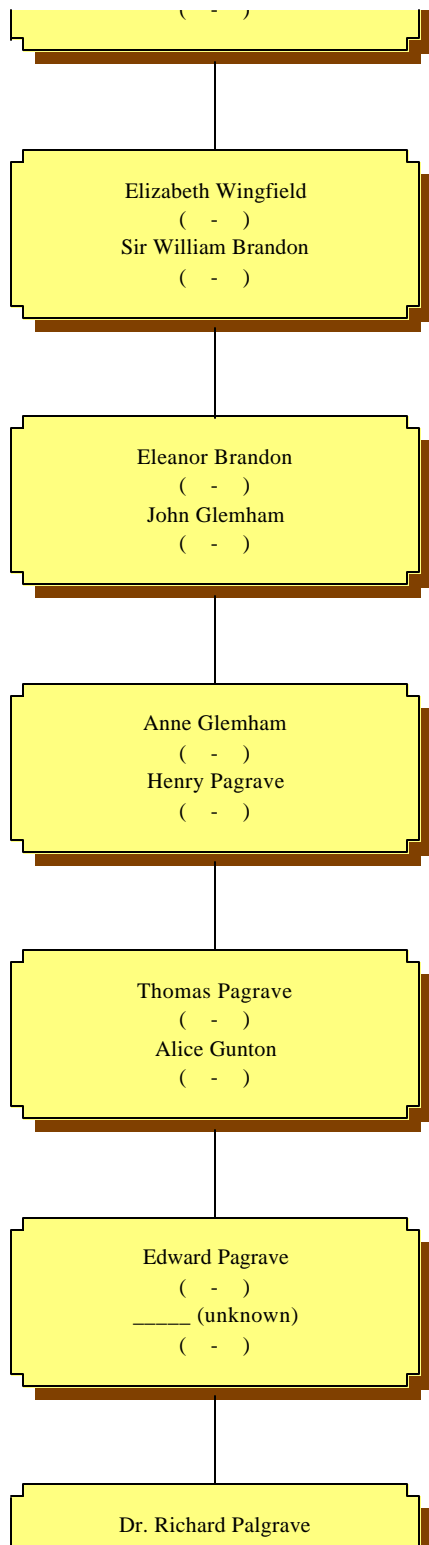 ( - )
Elizabeth Wingfield
( - )
Sir William Brandon
( - )
Eleanor Brandon
( - )
John Glemham
( - )
Anne Glemham
( - )
Henry Pagrave
( - )
Thomas Pagrave
( - )
Alice Gunton
( - )
Edward Pagrave
( - )
_____ (unknown)
( - )
Dr. Richard Palgrave